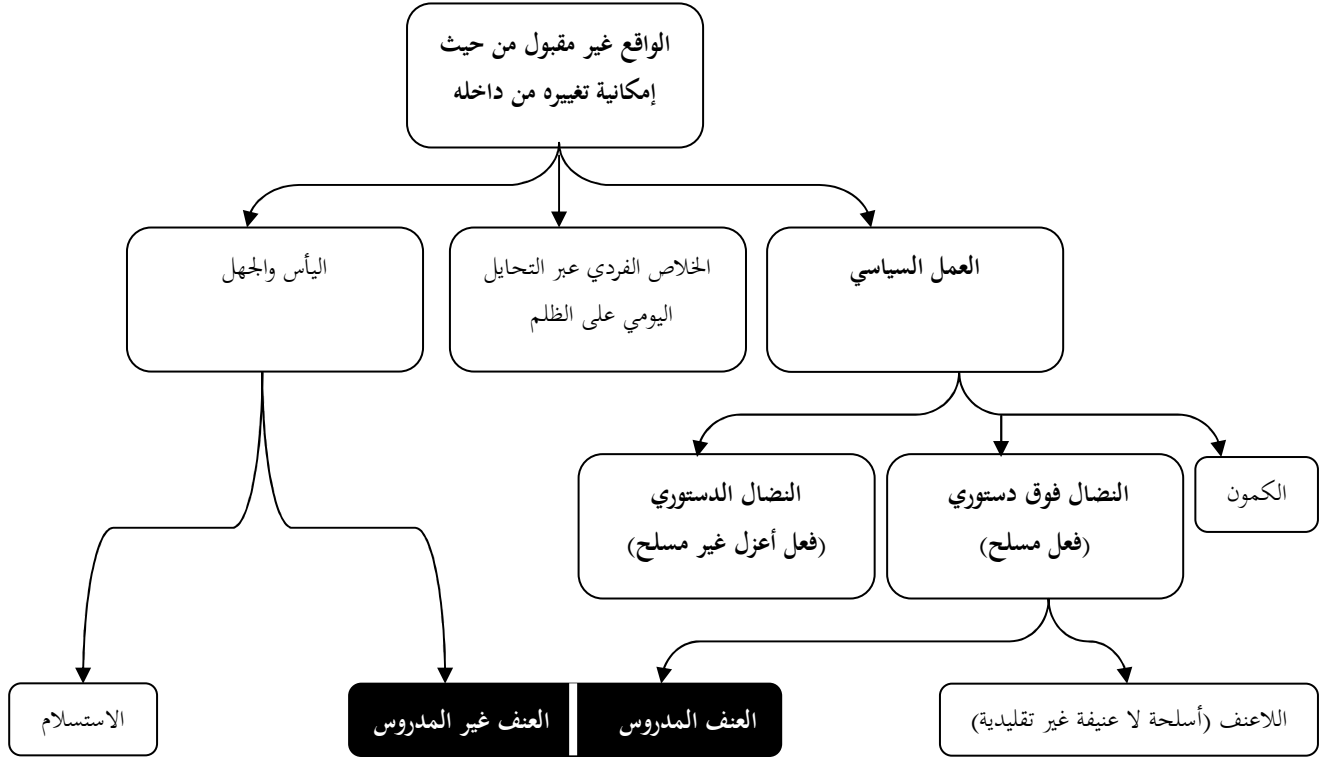 الواقع غير مقبول من حيث
إمكانية تغييره من داخله
العمل السياسي
الخلاص الفردي عبر التحايل
اليومي على الظلم
اليأس والجهل
الكمون
النضال فوق دستوري
(فعل مسلح)
النضال الدستوري
(فعل أعزل غير مسلح)
اللاعنف (أسلحة لا عنيفة غير تقليدية)
العنف المدروس
العنف غير المدروس
الاستسلام